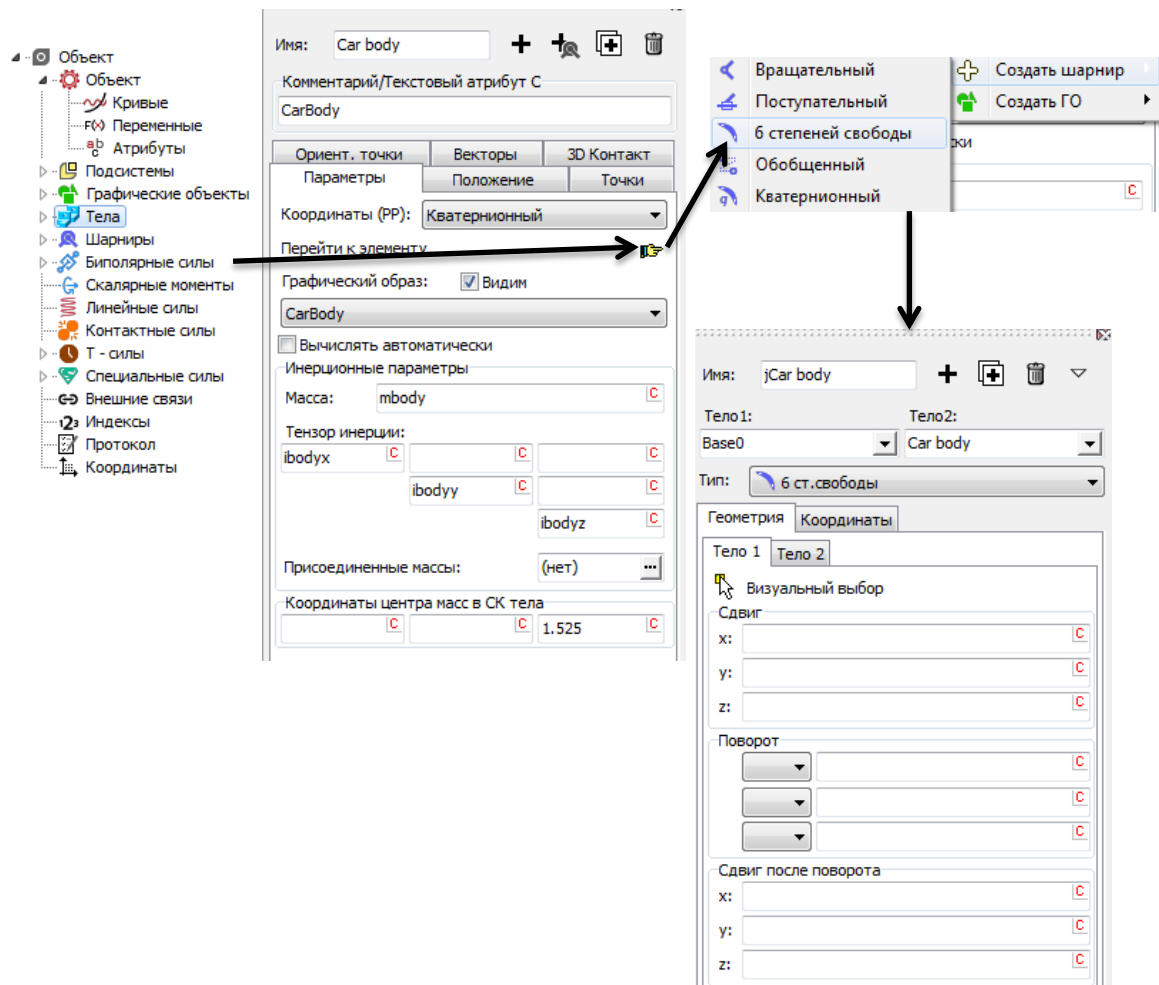 Объект
Объект
Кривые
F(x) Переменные
a b c Атрибуты
Подсистемы
Графические объекты
Тела
Шарниры
Биполярные силы
Скалярные моменты
Линейные силы
Контактные силы
T - силы
Специальные силы
Внешние связи
123 Индексы
Протокол
Координаты
Имя: Car body
Комментарий/Текстовый атрибут C
CarBody
Ориент. точки Векторы 3D Контакт
Параметры Положение Точки
Координаты (PP): Кватернионный
Перейти к элементу
Графический образ: Видим
CarBody
Вычислять автоматически
Инерционные параметры
Масса: mbody C
Тензор инерции:
ibodyx C C C
ibodyy C C
ibodyz C
Присоединенные массы: (нет) ...
Координаты центра масс в СК тела
C C 1.525 C
Вращательный
Поступательный
6 степеней свободы
Обобщенный
q Кватернионный
Создать шарнир
Создать ГО
ски
C
Имя: jCar body
Тело1: Тело2:
Base0 Car body
Тип: 6 ст.свободы
Геометрия Координаты
Тело 1 Тело 2
Визуальный выбор
Сдвиг
x: C
y: C
z: C
Поворот
C
C
C
Сдвиг после поворота
x: C
y: C
z: C